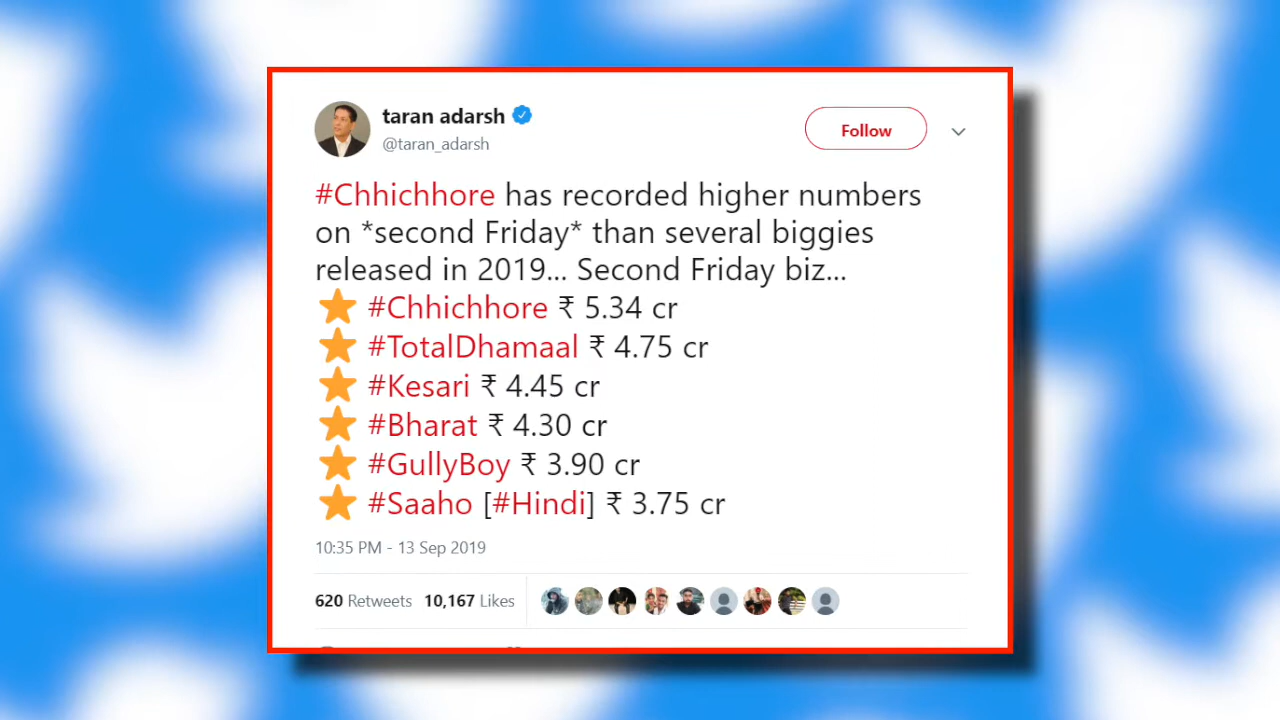 taran adarsh
@taran_adarsh
Follow
#Chhichhore has recorded higher numbers
on *second Friday* than several biggies
released in 2019... Second Friday biz...
⭐ #Chhichhore ₹ 5.34 cr
⭐ #TotalDhamaal ₹ 4.75 cr
⭐ #Kesari ₹ 4.45 cr
⭐ #Bharat ₹ 4.30 cr
⭐ #GullyBoy ₹ 3.90 cr
⭐ #Saaho [#Hindi] ₹ 3.75 cr
10:35 PM - 13 Sep 2019
620 Retweets 10,167 Likes